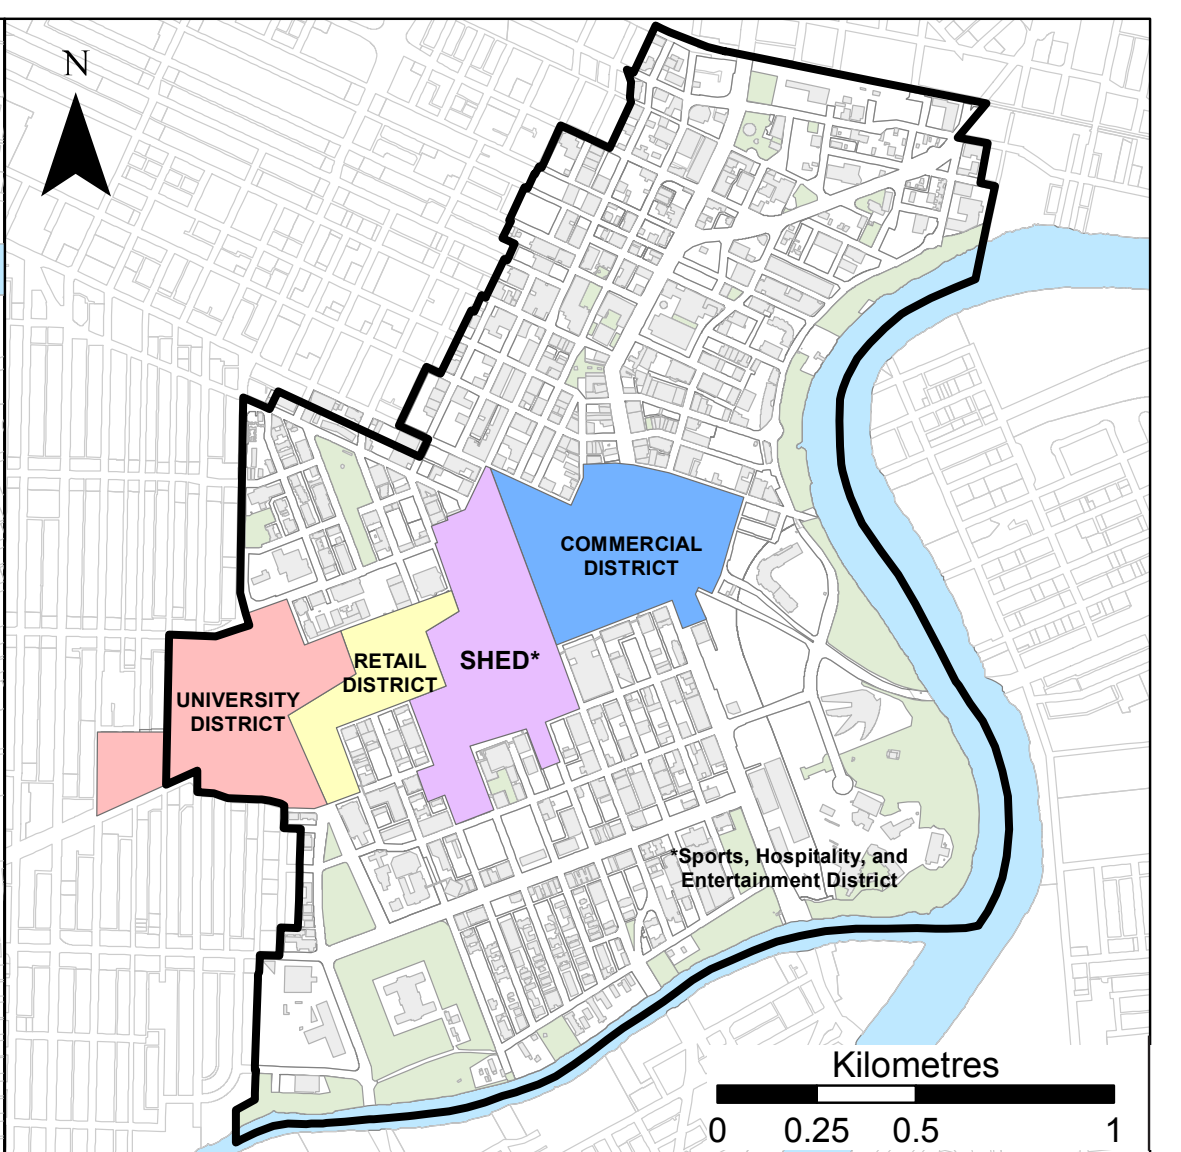 N
COMMERCIAL
DISTRICT
RETAIL
DISTRICT
SHED*
UNIVERSITY
DISTRICT
*Sports, Hospitality, and
Entertainment District
Kilometres
0 0.25 0.5 1